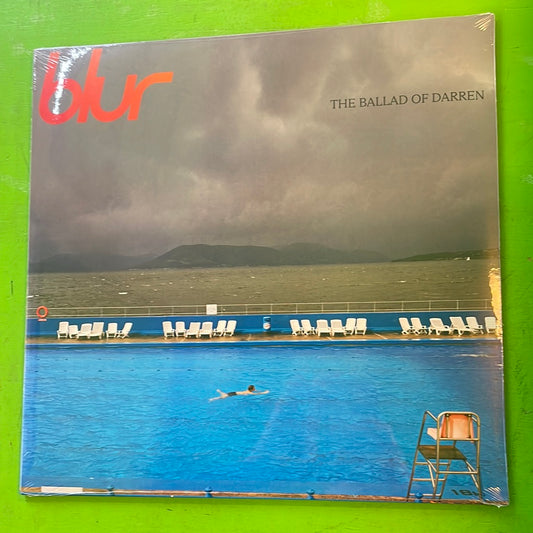 blur
THE BALLAD OF DARREN